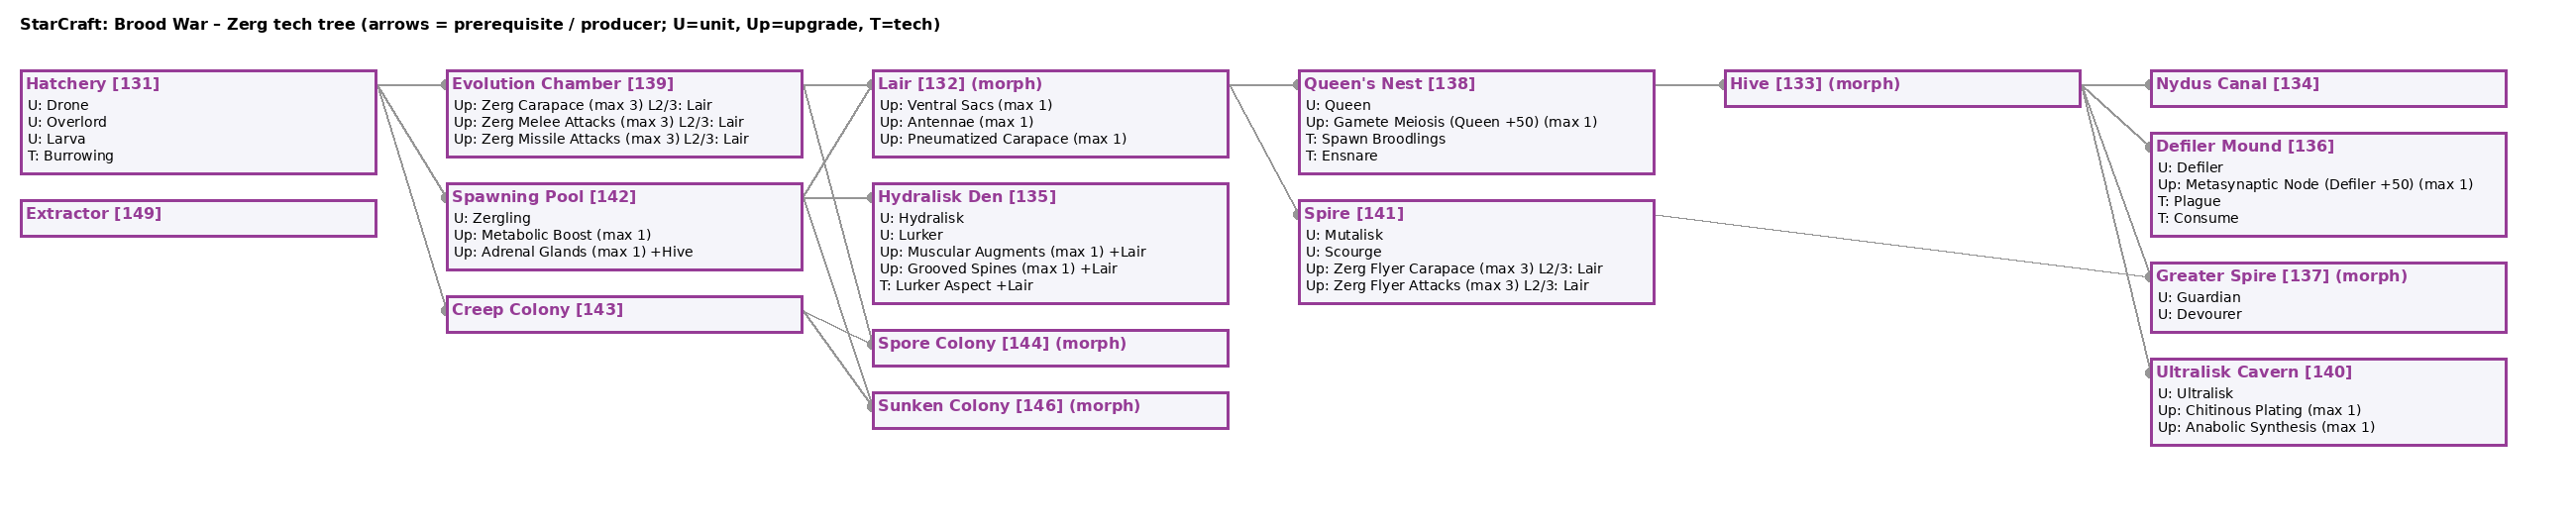 StarCraft: Brood War – Zerg tech tree (arrows = prerequisite / producer; U=unit, Up=upgrade, T=tech)
Hatchery [131]
U: Drone
U: Overlord
U: Larva
T: Burrowing
Extractor [149]
Evolution Chamber [139]
Up: Zerg Carapace (max 3) L2/3: Lair
Up: Zerg Melee Attacks (max 3) L2/3: Lair
Up: Zerg Missile Attacks (max 3) L2/3: Lair
Spawning Pool [142]
U: Zergling
Up: Metabolic Boost (max 1)
Up: Adrenal Glands (max 1) +Hive
Creep Colony [143]
Lair [132] (morph)
Up: Ventral Sacs (max 1)
Up: Antennae (max 1)
Up: Pneumatized Carapace (max 1)
Hydralisk Den [135]
U: Hydralisk
U: Lurker
Up: Muscular Augments (max 1) +Lair
Up: Grooved Spines (max 1) +Lair
T: Lurker Aspect +Lair
Spore Colony [144] (morph)
Sunken Colony [146] (morph)
Queen's Nest [138]
U: Queen
Up: Gamete Meiosis (Queen +50) (max 1)
T: Spawn Broodlings
T: Ensnare
Spire [141]
U: Mutalisk
U: Scourge
Up: Zerg Flyer Carapace (max 3) L2/3: Lair
Up: Zerg Flyer Attacks (max 3) L2/3: Lair
Hive [133] (morph)
Nydus Canal [134]
Defiler Mound [136]
U: Defiler
Up: Metasynaptic Node (Defiler +50) (max 1)
T: Plague
T: Consume
Greater Spire [137] (morph)
U: Guardian
U: Devourer
Ultralisk Cavern [140]
U: Ultralisk
Up: Chitinous Plating (max 1)
Up: Anabolic Synthesis (max 1)